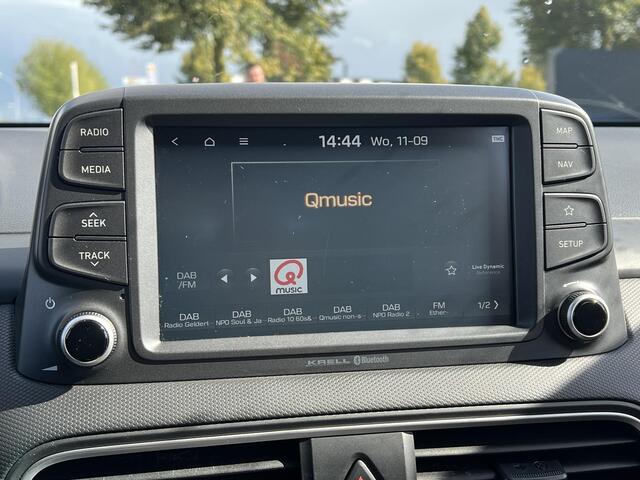 RADIO
MEDIA
SEEK
TRACK
14:44 Wo, 11-09
TMC
Qmusic
DAB
/FM
Q
music
Live Dynamic
Reference
DAB
Radio Gelderl
DAB
NPO Soul & Ja
DAB
Radio 10 60s&
DAB
Qmusic non-s
DAB
NPO Radio 2
FM
Ether-
1/2
MAP
NAV
SETUP
KRELL Bluetooth